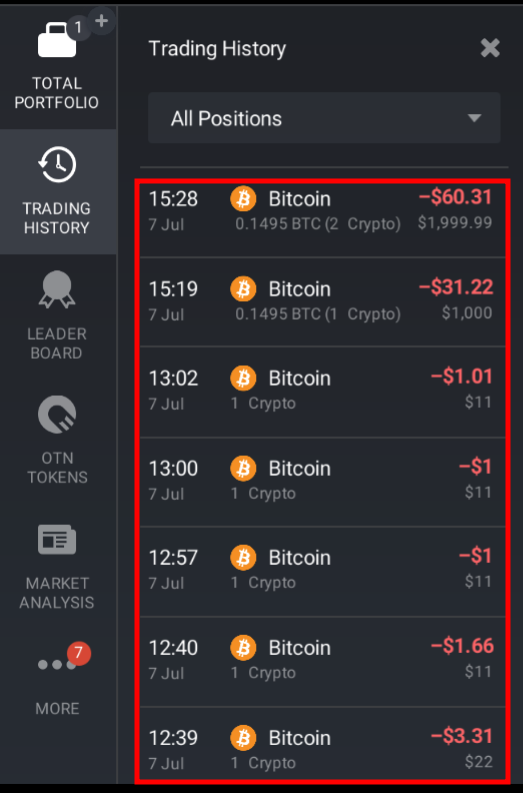 1
+
TOTAL
PORTFOLIO
TRADING
HISTORY
LEADER
BOARD
OTN
TOKENS
MARKET
ANALYSIS
7
MORE
Trading History
All Positions
15:28 Bitcoin –$60.31
7 Jul 0.1495 BTC (2 Crypto) $1,999.99
15:19 Bitcoin –$31.22
7 Jul 0.1495 BTC (1 Crypto) $1,000
13:02 Bitcoin –$1.01
7 Jul 1 Crypto $11
13:00 Bitcoin –$1
7 Jul 1 Crypto $11
12:57 Bitcoin –$1
7 Jul 1 Crypto $11
12:40 Bitcoin –$1.66
7 Jul 1 Crypto $11
12:39 Bitcoin –$3.31
7 Jul 1 Crypto $22